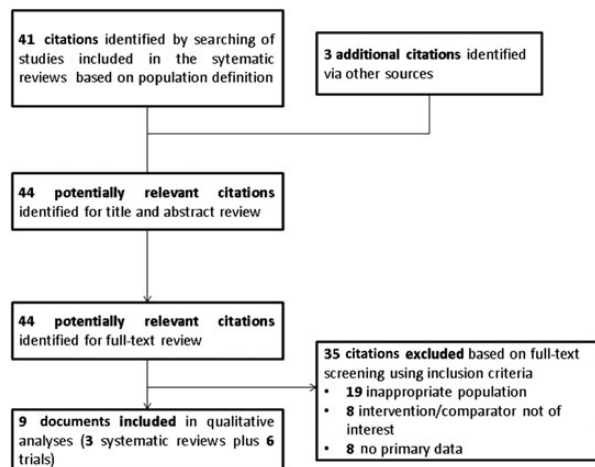 41 citations identified by searching of
studies included in the sytematic
reviews based on population definition
3 additional citations identified
via other sources
44 potentially relevant citations
identified for title and abstract review
44 potentially relevant citations
identified for full-text review
35 citations excluded based on full-text
screening using inclusion criteria
• 19 inappropriate population
• 8 intervention/comparator not of
interest
• 8 no primary data
9 documents included in qualitative
analyses (3 systematic reviews plus 6
trials)